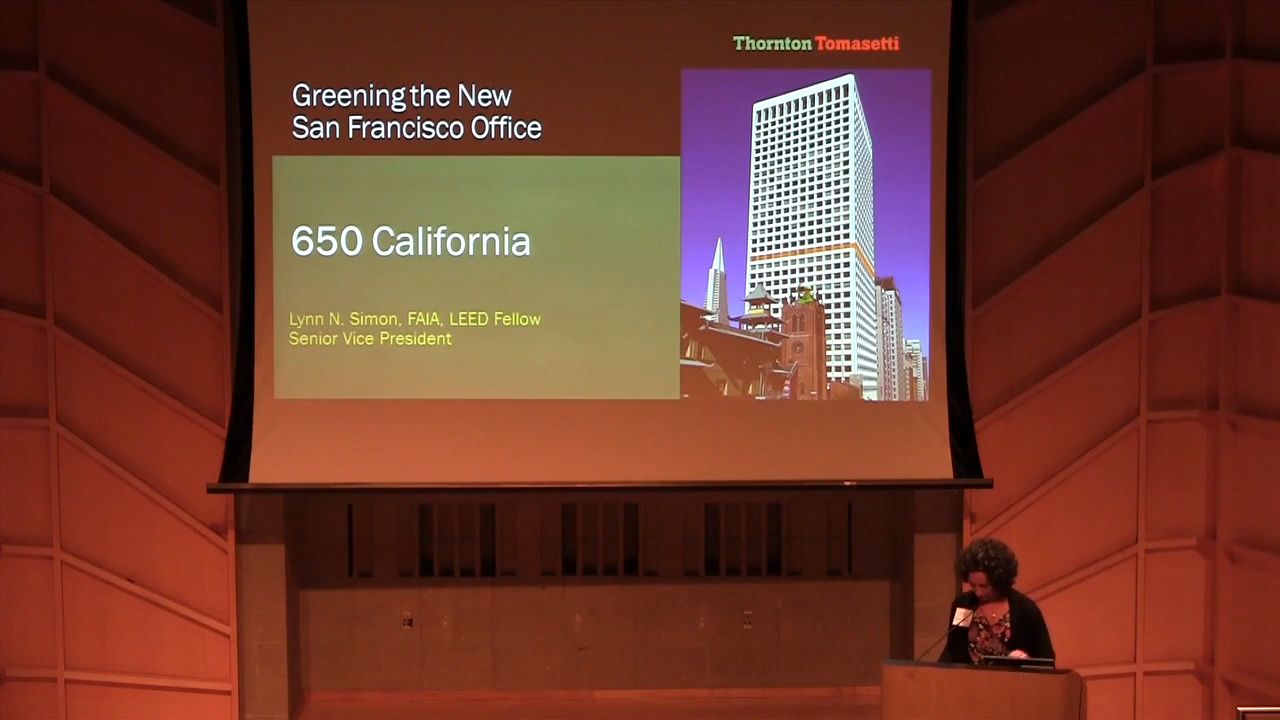 Thornton Tomasetti
Greening the New
San Francisco Office
650 California
Lynn N. Simon, FAIA, LEED Fellow
Senior Vice President